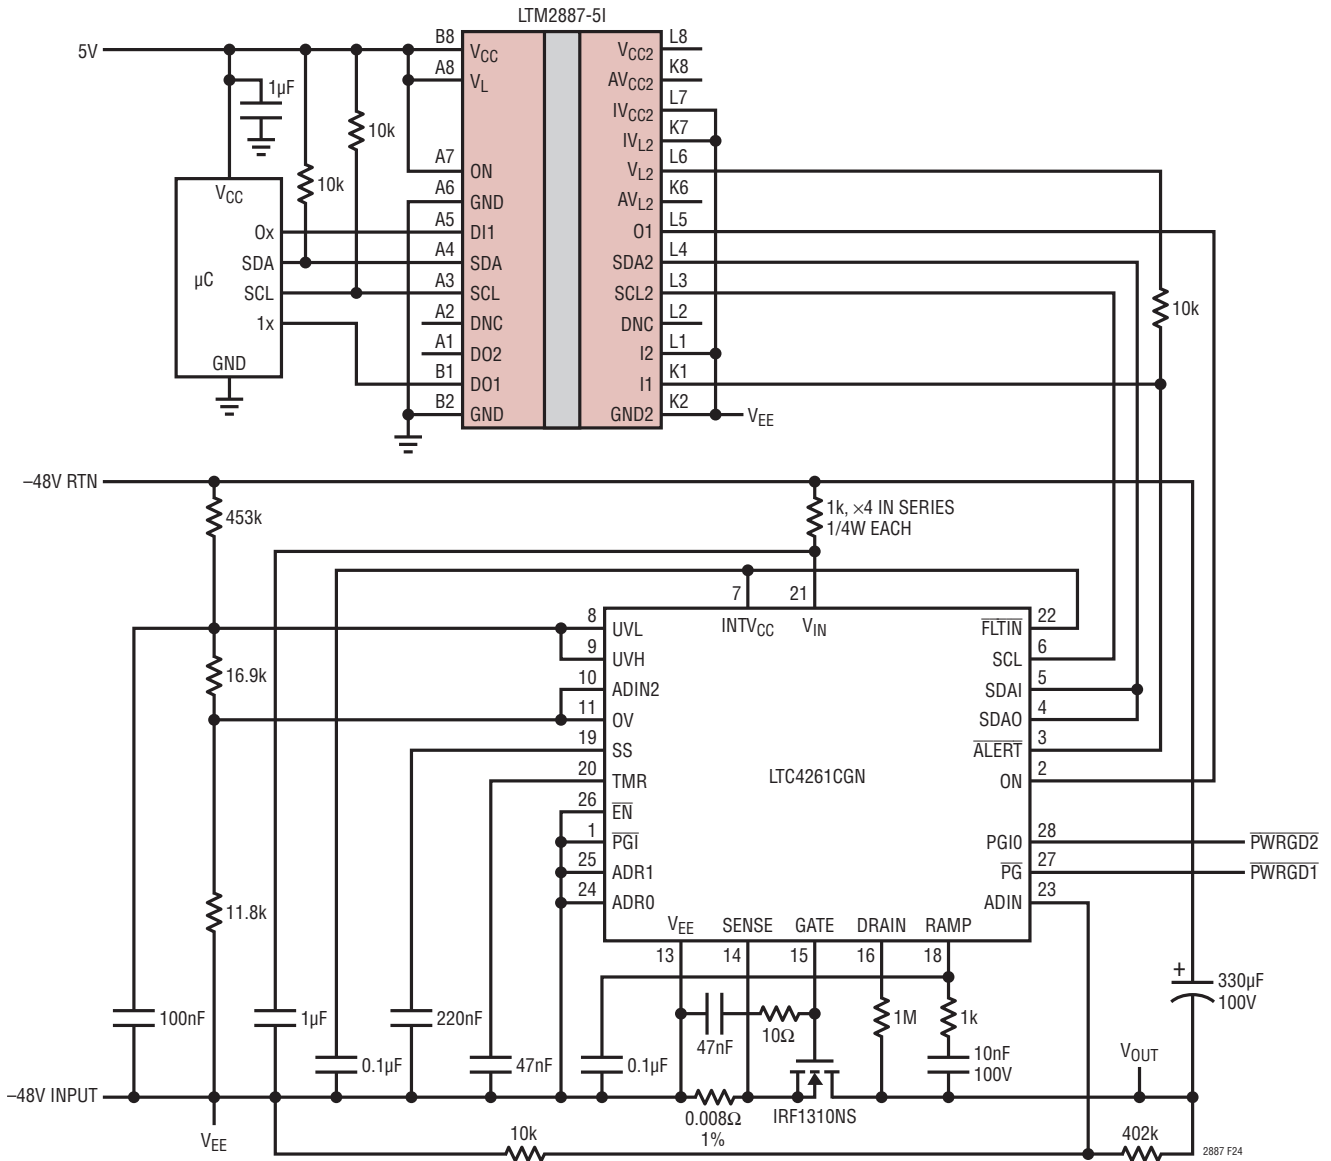 LTM2887-5I
5V
B8 VCC
A8 VL
A7 ON
A6 GND
A5 DI1
A4 SDA
A3 SCL
A2 DNC
A1 DO2
B1 DO1
B2 GND
VCC2 L8
AVCC2 K8
IVCC2 L7
IVL2 K7
VL2 L6
AVL2 K6
O1 L5
SDA2 L4
SCL2 L3
DNC L2
I2 L1
I1 K1
GND2 K2
VEE
1µF
10k
10k
VCC
0x
SDA
µC
SCL
1x
GND
10k
–48V RTN
453k
1k, ×4 IN SERIES
1/4W EACH
7 21
INTVCC VIN
8 UVL
9 UVH
10 ADIN2
11 OV
19 SS
20 TMR
26 EN
1 PGI
25 ADR1
24 ADR0
16.9k
11.8k
LTC4261CGN
FLTIN 22
SCL 6
SDAI 5
SDAO 4
ALERT 3
ON 2
PGI0 28 PWRGD2
PG 27 PWRGD1
ADIN 23
VEE SENSE GATE DRAIN RAMP
13 14 15 16 18
330µF
100V
+
100nF
1µF
0.1µF
220nF
47nF
0.1µF
47nF
10Ω
1M
1k
10nF
100V
VOUT
–48V INPUT
VEE
0.008Ω
1%
IRF1310NS
10k
402k
2887 F24